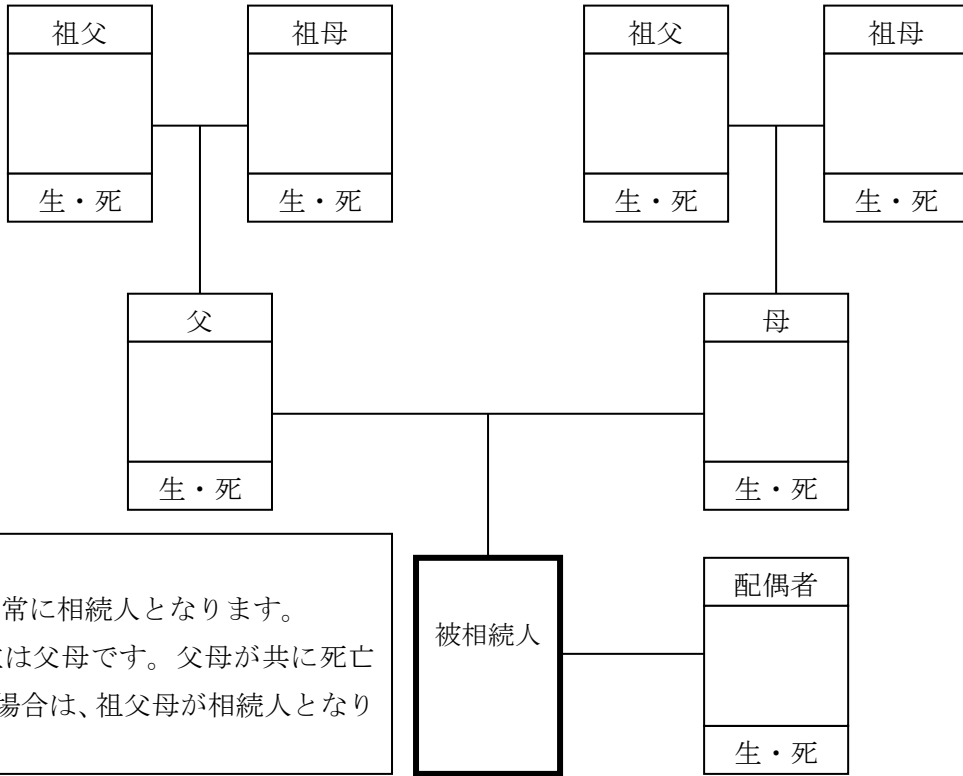 祖父
祖母
祖父
祖母
生・死
生・死
生・死
生・死
父
母
生・死
生・死
常に相続人となります。
は父母です。父母が共に死亡
場合は、祖父母が相続人となり
被相続人
配偶者
生・死